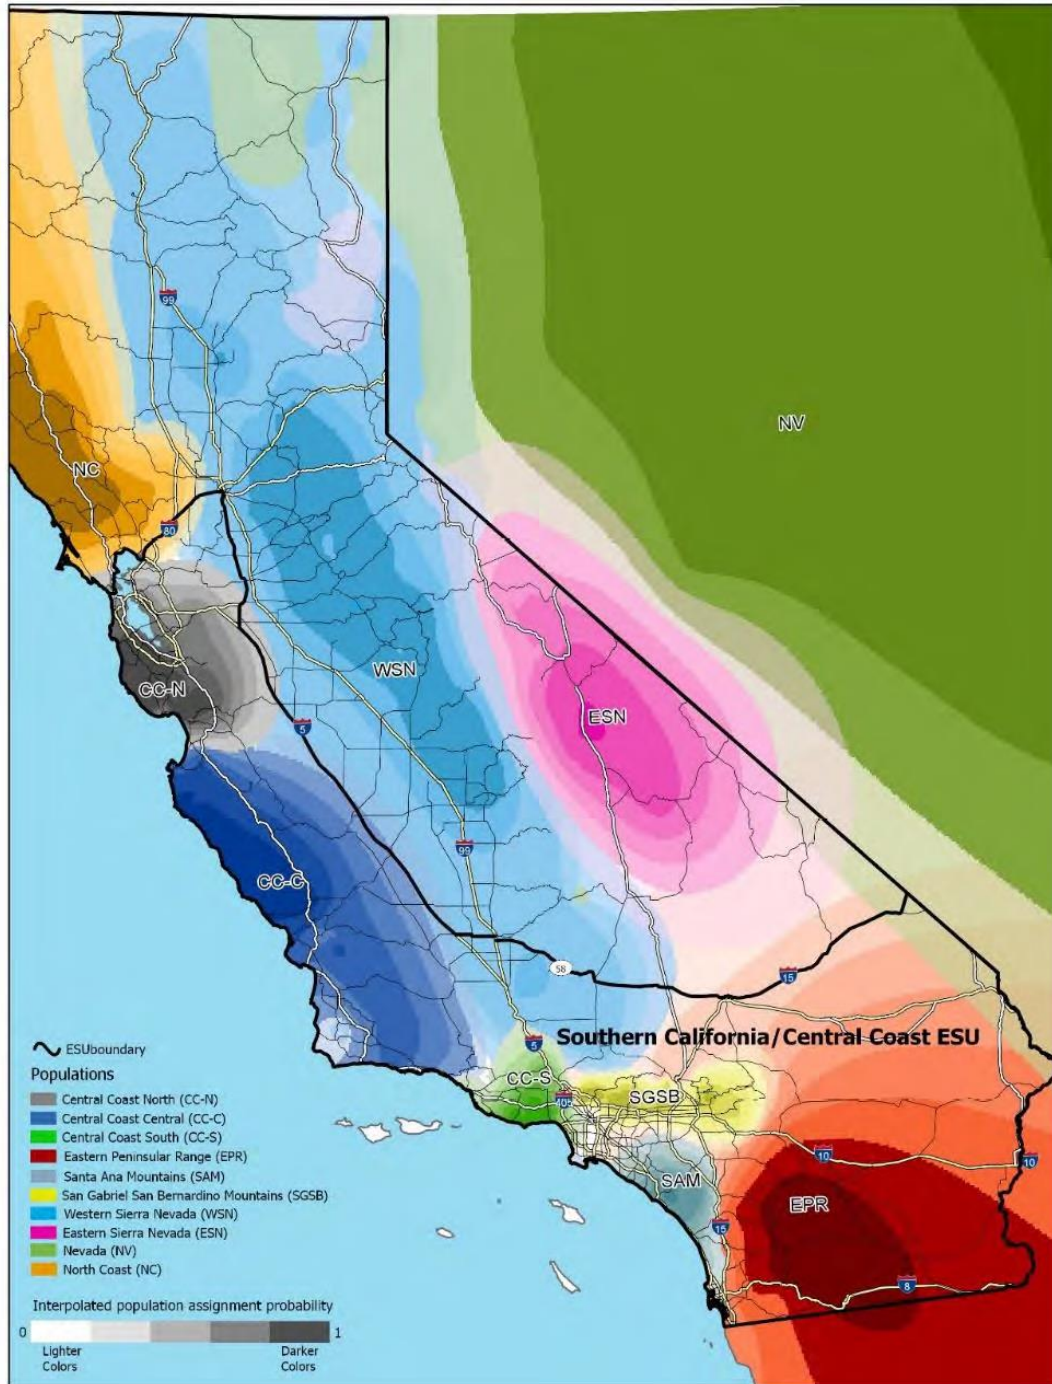 99
NV
NC
80
WSN
CC-N
ESN
5
99
CC-C
58
15
Southern California/Central Coast ESU
5
CC-S
405
SGSB
10
10
SAM
EPR
15
8
ESUboundary
Populations
Central Coast North (CC-N)
Central Coast Central (CC-C)
Central Coast South (CC-S)
Eastern Peninsular Range (EPR)
Santa Ana Mountains (SAM)
San Gabriel San Bernardino Mountains (SGSB)
Western Sierra Nevada (WSN)
Eastern Sierra Nevada (ESN)
Nevada (NV)
North Coast (NC)
Interpolated population assignment probability
0 1
Lighter Darker
Colors Colors